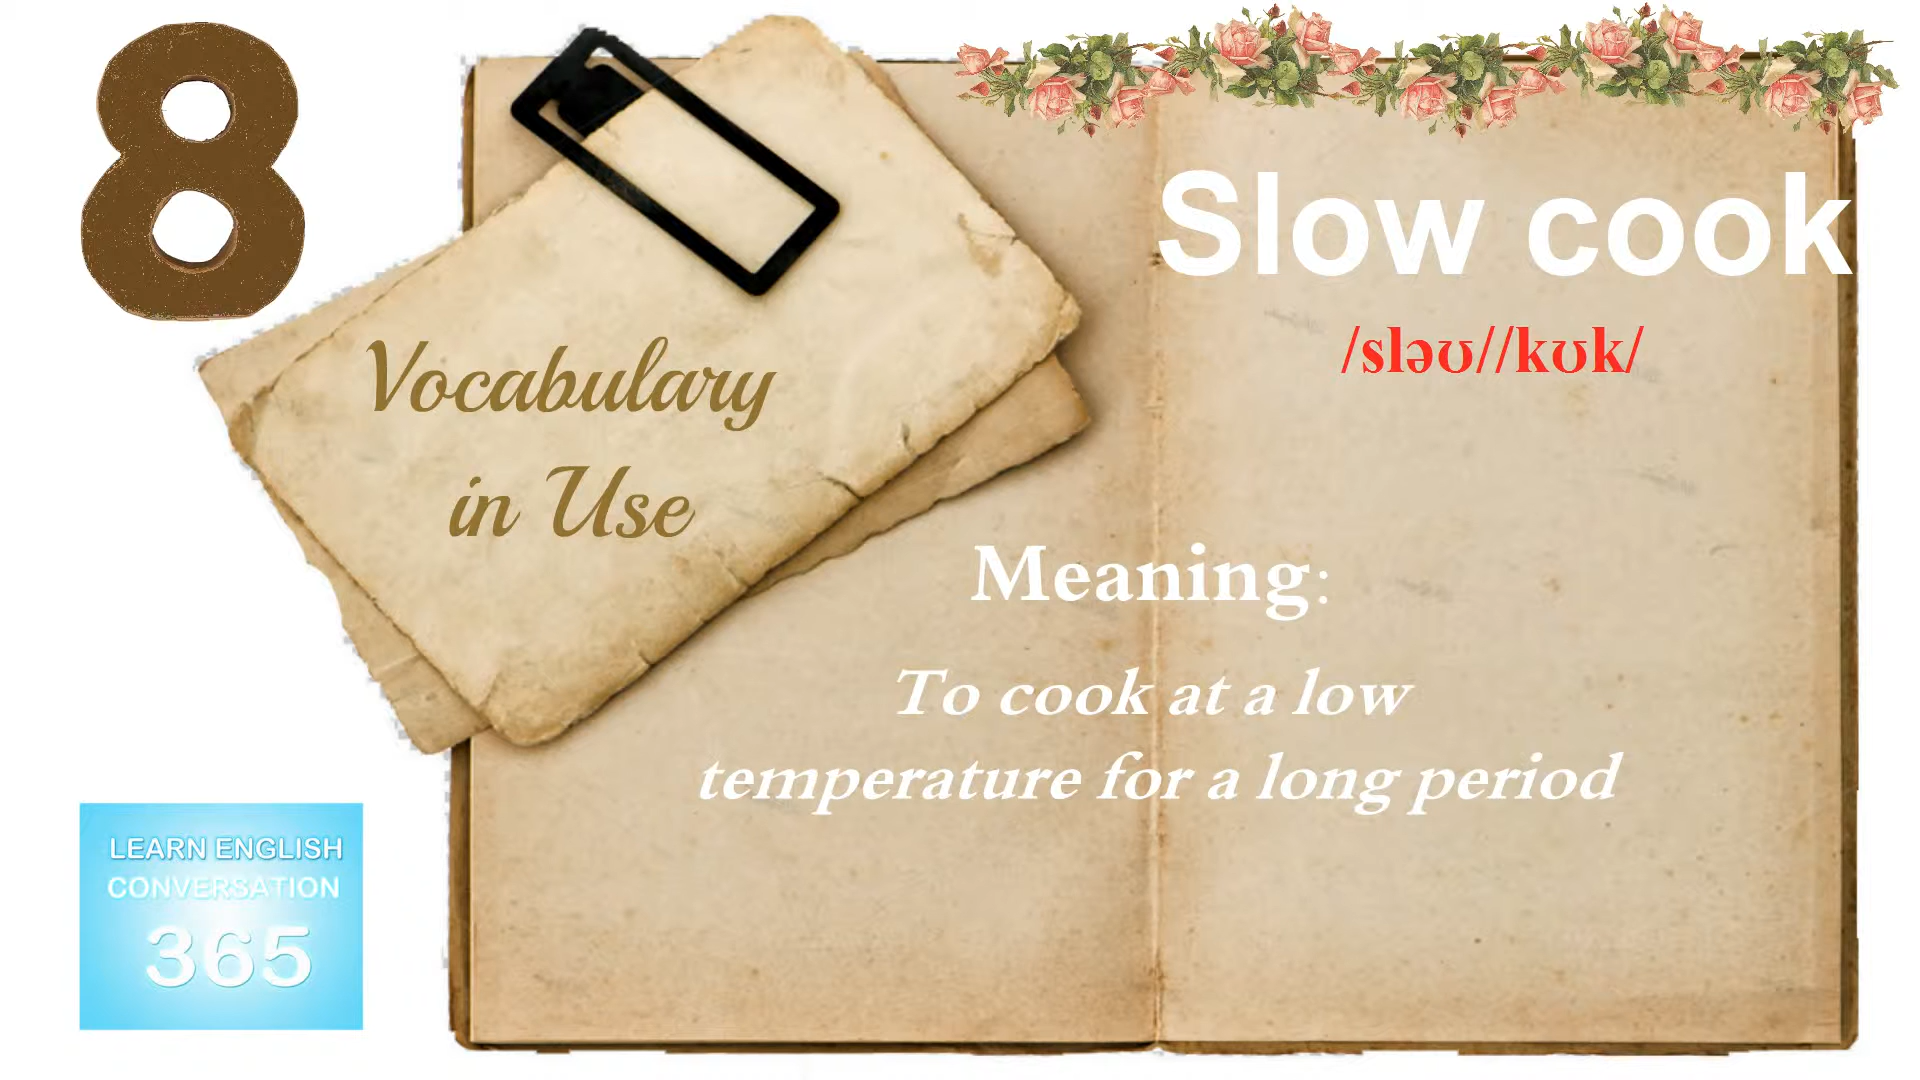 8
Slow cook
/sləʊ//kʊk/
Vocabulary
in Use
Meaning:
To cook at a low
temperature for a long period
LEARN ENGLISH
CONVERSATION
365